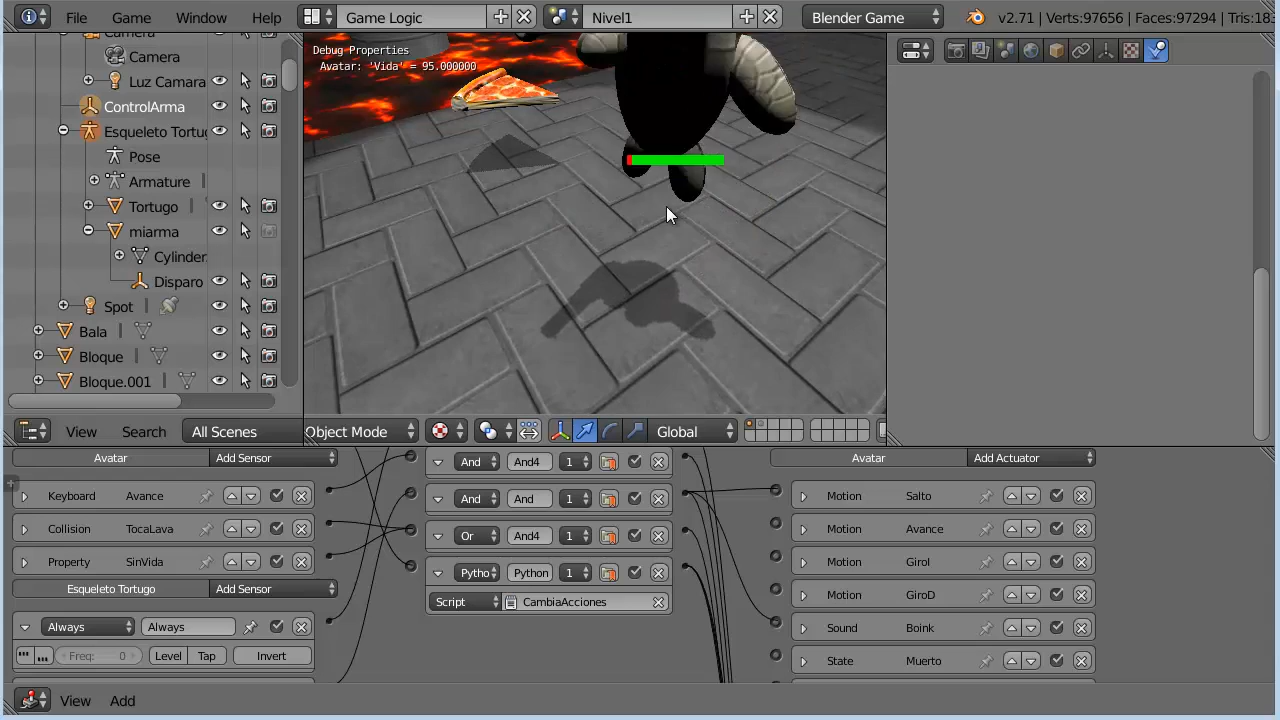 File Game Window Help Game Logic Nivel1 Blender Game v2.71 | Verts:97656 | Faces:97294 | Tris:18
Camera
Camera
Luz Camara
ControlArma
Esqueleto Tortug
Pose
Armature
Tortugo
miarma
Cylinder
Disparo
Spot
Bala
Bloque
Bloque.001
View Search All Scenes
Debug Properties
Avatar: 'Vida' = 95.000000
Object Mode Global
Avatar Add Sensor
Keyboard Avance
Collision TocaLava
Property SinVida
Esqueleto Tortugo Add Sensor
Always Always
Freq: 0 Level Tap Invert
And And4 1
And And 1
Or And4 1
Pytho Python 1
Script CambiaAcciones
Avatar Add Actuator
Motion Salto
Motion Avance
Motion GiroI
Motion GiroD
Sound Boink
State Muerto
View Add